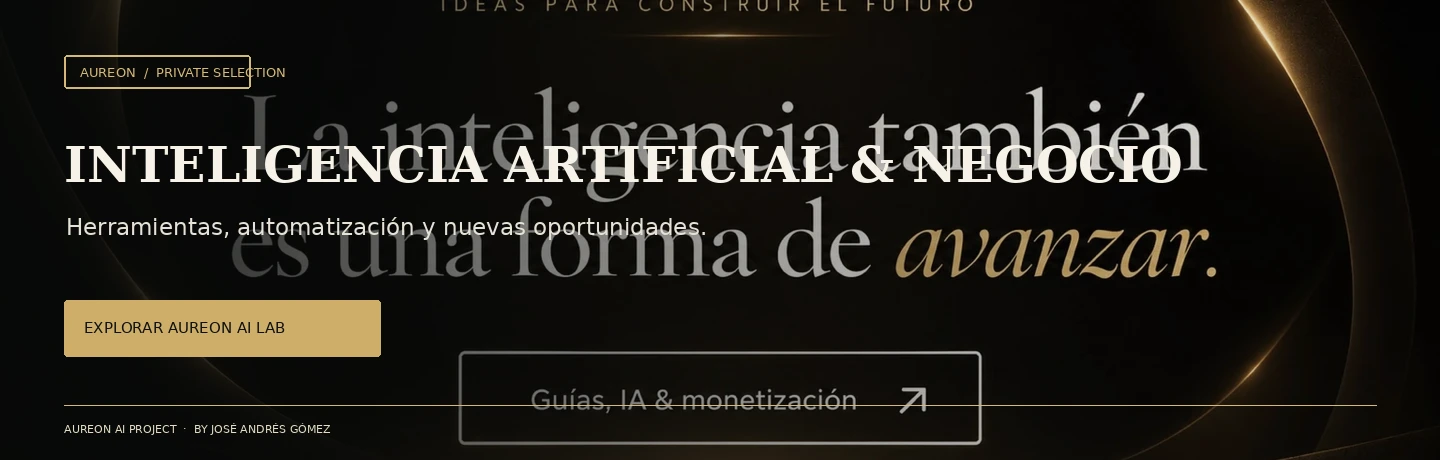 IDEAS PARA CONSTRUIR EL FUTURO
AUREON / PRIVATE SELECTION
La inteligencia también
INTELIGENCIA ARTIFICIAL & NEGOCIO
Herramientas, automatización y nuevas oportunidades.
es una forma de avanzar.
EXPLORAR AUREON AI LAB
Guías, IA & monetización
AUREON AI PROJECT · BY JOSÉ ANDRÉS GÓMEZ